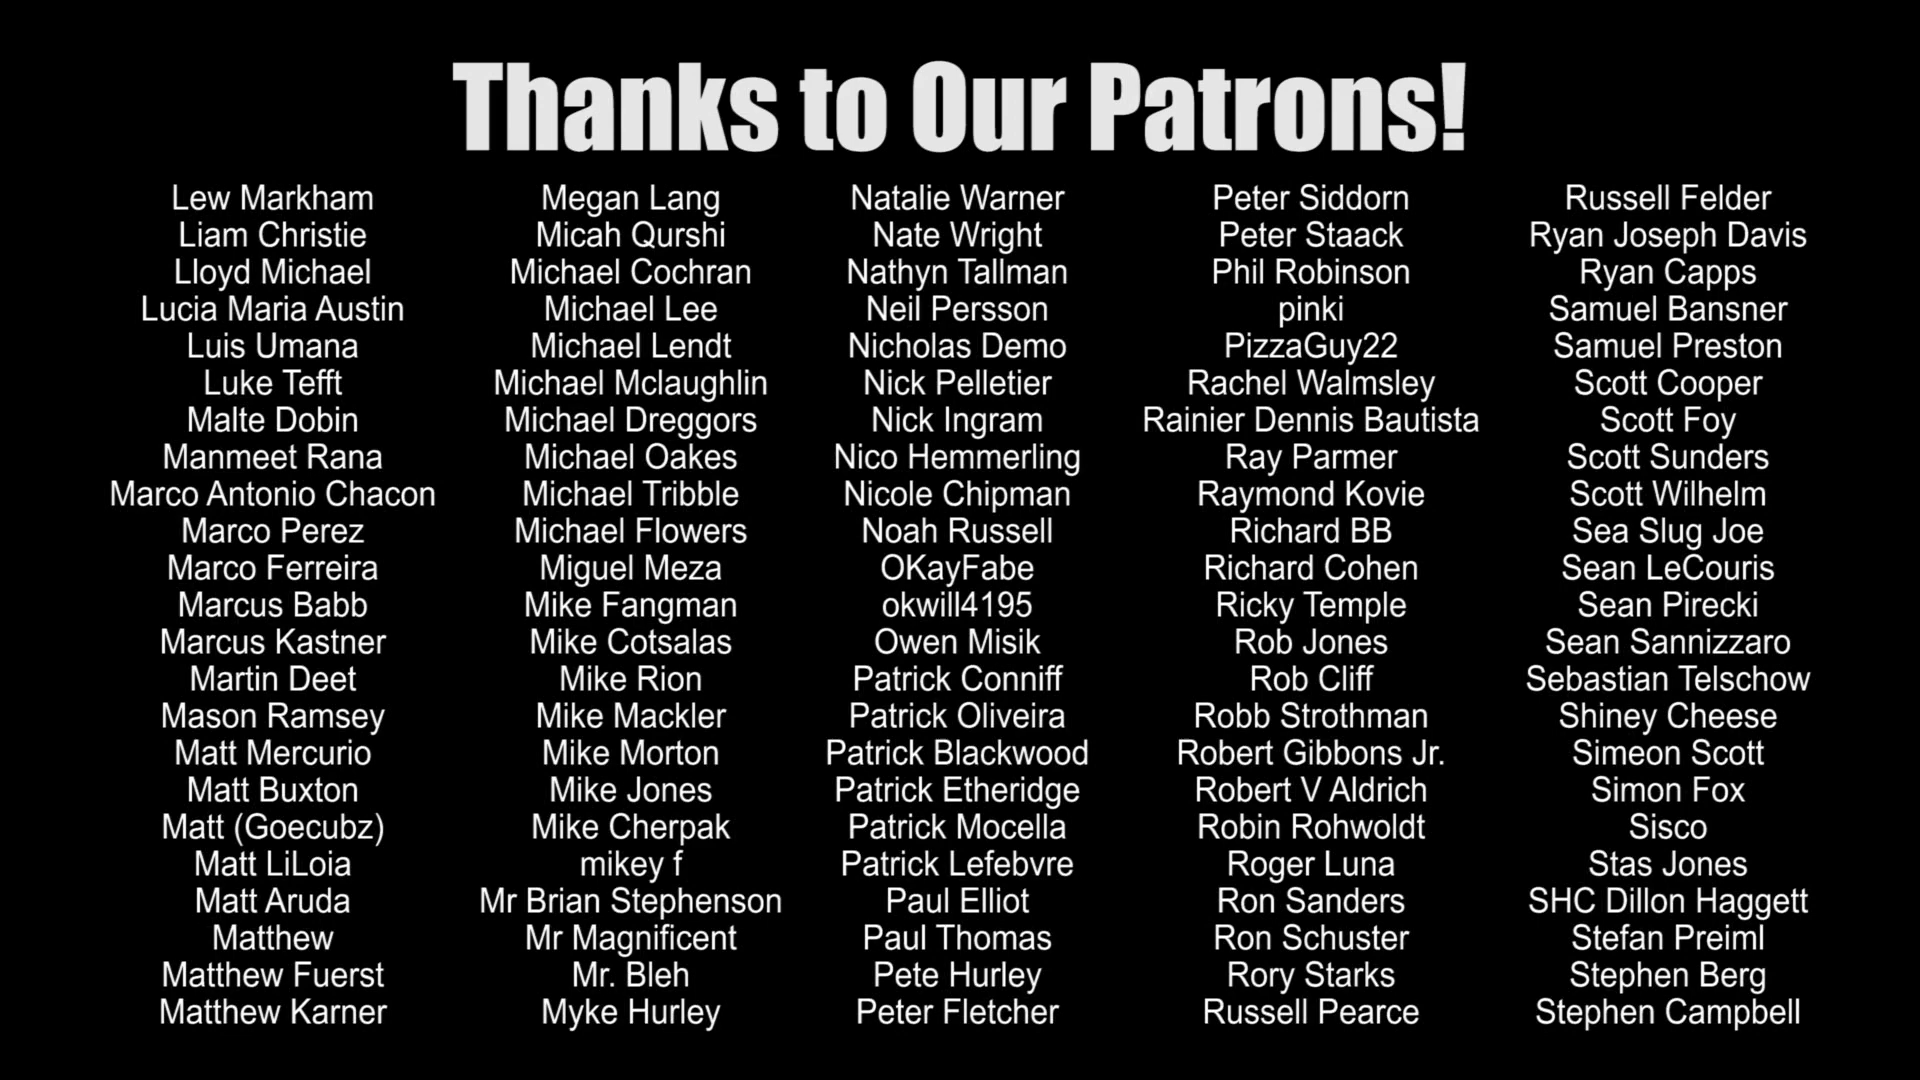 Thanks to Our Patrons!
Lew Markham
Liam Christie
Lloyd Michael
Lucia Maria Austin
Luis Umana
Luke Tefft
Malte Dobin
Manmeet Rana
Marco Antonio Chacon
Marco Perez
Marco Ferreira
Marcus Babb
Marcus Kastner
Martin Deet
Mason Ramsey
Matt Mercurio
Matt Buxton
Matt (Goecubz)
Matt LiLoia
Matt Aruda
Matthew
Matthew Fuerst
Matthew Karner
Megan Lang
Micah Qurshi
Michael Cochran
Michael Lee
Michael Lendt
Michael Mclaughlin
Michael Dreggors
Michael Oakes
Michael Tribble
Michael Flowers
Miguel Meza
Mike Fangman
Mike Cotsalas
Mike Rion
Mike Mackler
Mike Morton
Mike Jones
Mike Cherpak
mikey f
Mr Brian Stephenson
Mr Magnificent
Mr. Bleh
Myke Hurley
Natalie Warner
Nate Wright
Nathyn Tallman
Neil Persson
Nicholas Demo
Nick Pelletier
Nick Ingram
Nico Hemmerling
Nicole Chipman
Noah Russell
OKayFabe
okwill4195
Owen Misik
Patrick Conniff
Patrick Oliveira
Patrick Blackwood
Patrick Etheridge
Patrick Mocella
Patrick Lefebvre
Paul Elliot
Paul Thomas
Pete Hurley
Peter Fletcher
Peter Siddorn
Peter Staack
Phil Robinson
pinki
PizzaGuy22
Rachel Walmsley
Rainier Dennis Bautista
Ray Parmer
Raymond Kovie
Richard BB
Richard Cohen
Ricky Temple
Rob Jones
Rob Cliff
Robb Strothman
Robert Gibbons Jr.
Robert V Aldrich
Robin Rohwoldt
Roger Luna
Ron Sanders
Ron Schuster
Rory Starks
Russell Pearce
Russell Felder
Ryan Joseph Davis
Ryan Capps
Samuel Bansner
Samuel Preston
Scott Cooper
Scott Foy
Scott Sunders
Scott Wilhelm
Sea Slug Joe
Sean LeCouris
Sean Pirecki
Sean Sannizzaro
Sebastian Telschow
Shiney Cheese
Simeon Scott
Simon Fox
Sisco
Stas Jones
SHC Dillon Haggett
Stefan Preiml
Stephen Berg
Stephen Campbell